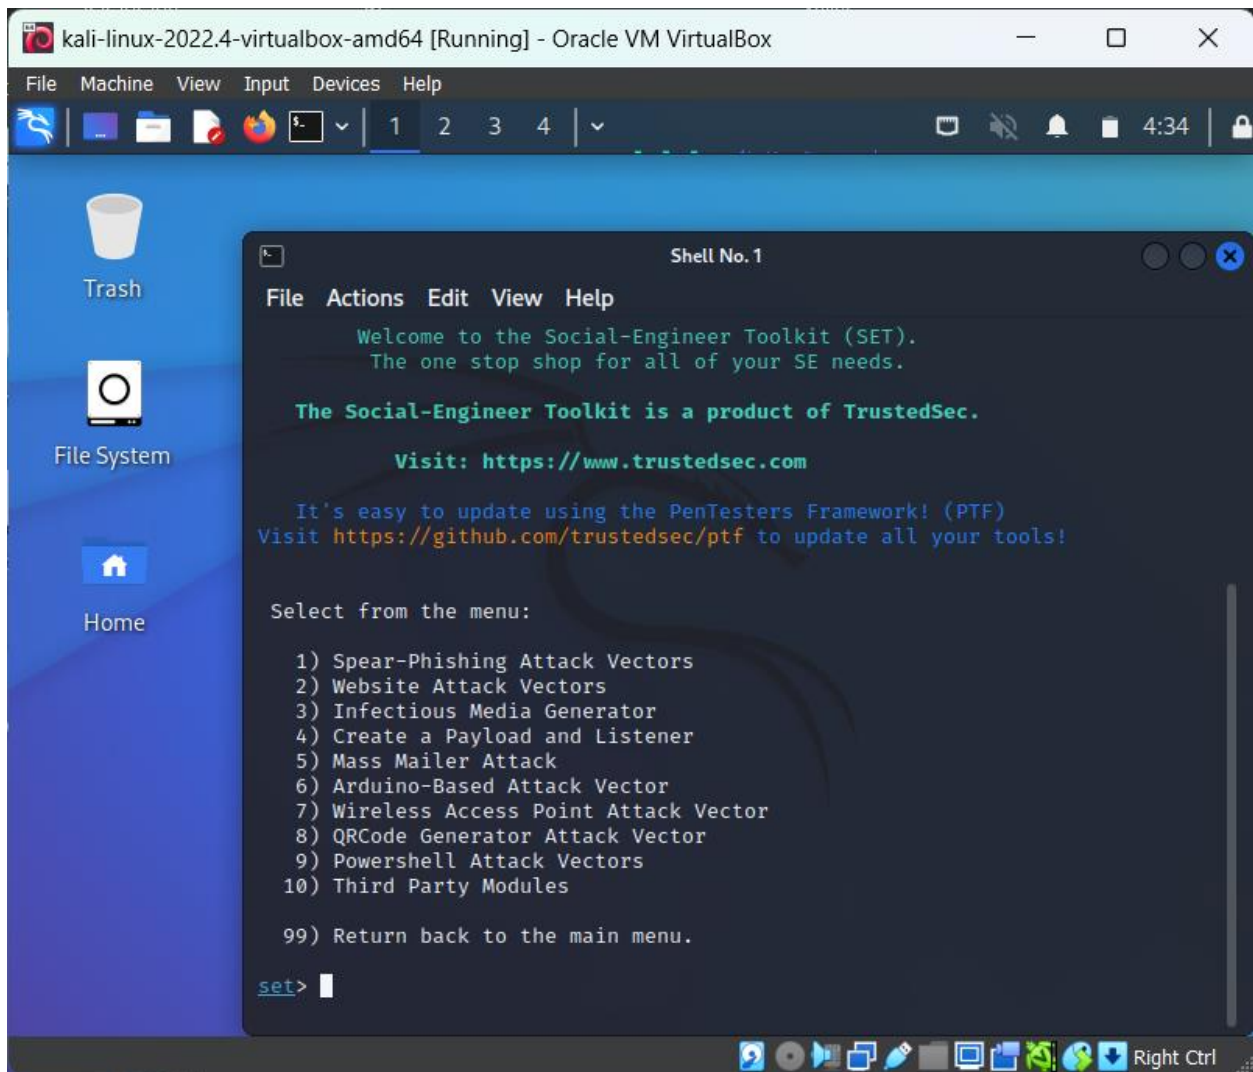 kali-linux-2022.4-virtualbox-amd64 [Running] - Oracle VM VirtualBox
File Machine View Input Devices Help
1 2 3 4 4:34
Trash
File System
Home
Shell No. 1
File Actions Edit View Help
Welcome to the Social-Engineer Toolkit (SET).
The one stop shop for all of your SE needs.
The Social-Engineer Toolkit is a product of TrustedSec.
Visit: https://www.trustedsec.com
It's easy to update using the PenTesters Framework! (PTF)
Visit https://github.com/trustedsec/ptf to update all your tools!
Select from the menu:
1) Spear-Phishing Attack Vectors
2) Website Attack Vectors
3) Infectious Media Generator
4) Create a Payload and Listener
5) Mass Mailer Attack
6) Arduino-Based Attack Vector
7) Wireless Access Point Attack Vector
8) QRCode Generator Attack Vector
9) Powershell Attack Vectors
10) Third Party Modules
99) Return back to the main menu.
set>
Right Ctrl